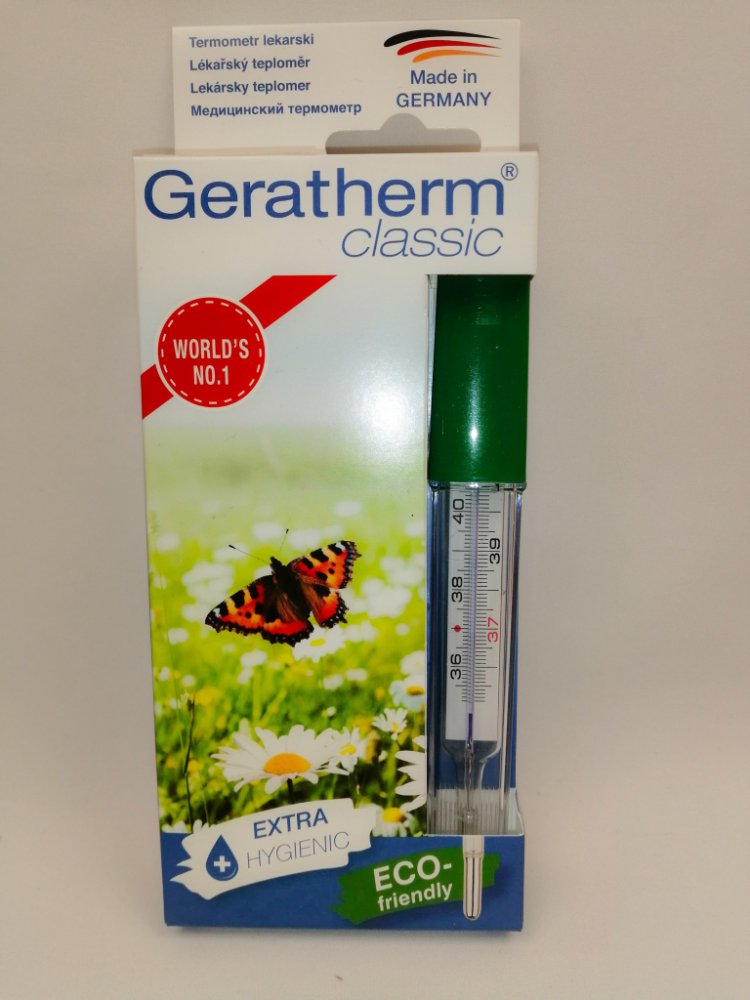 Termometr lekarski
Lékařský teploměr
Lekársky teplomer
Медицинский термометр
Made in
GERMANY
Geratherm®
classic
WORLD'S
NO.1
40
39
38
37
36
EXTRA
HYGIENIC
ECO-
friendly